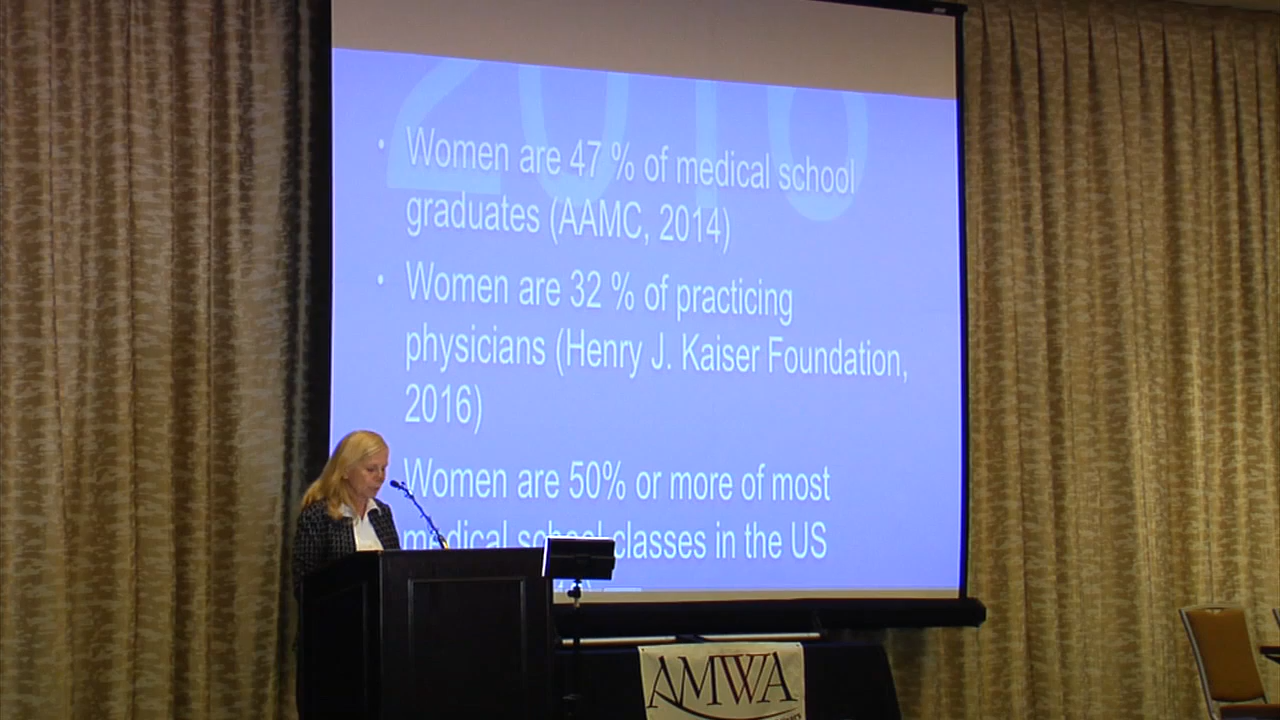 2016
• Women are 47 % of medical school
graduates (AAMC, 2014)
• Women are 32 % of practicing
physicians (Henry J. Kaiser Foundation,
2016)
Women are 50% or more of most
medical school classes in the US
AMWA